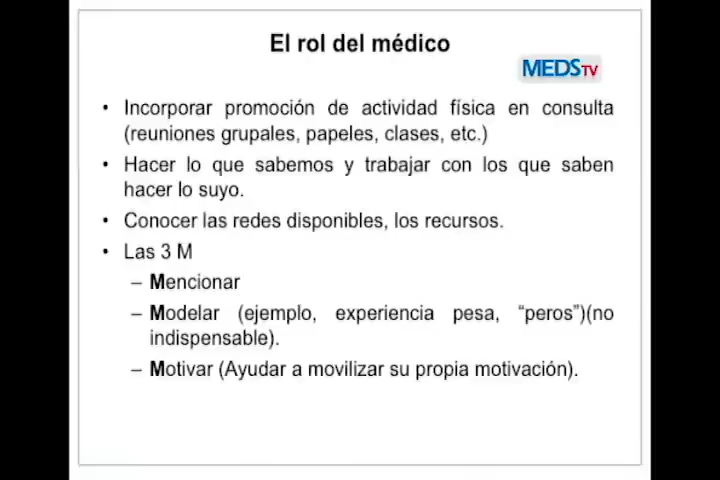 El rol del médico
MEDSTV
• Incorporar promoción de actividad física en consulta
(reuniones grupales, papeles, clases, etc.)
• Hacer lo que sabemos y trabajar con los que saben
hacer lo suyo.
• Conocer las redes disponibles, los recursos.
• Las 3 M
– Mencionar
– Modelar (ejemplo, experiencia pesa, “peros”)(no
indispensable).
– Motivar (Ayudar a movilizar su propia motivación).